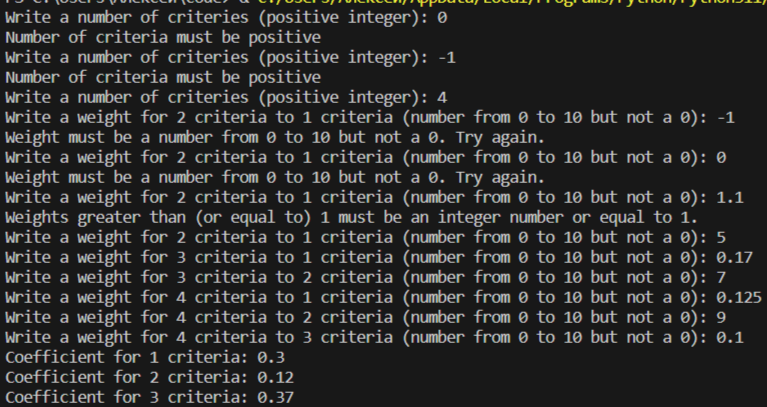 Write a number of criteries (positive integer): 0
Number of criteria must be positive
Write a number of criteries (positive integer): -1
Number of criteria must be positive
Write a number of criteries (positive integer): 4
Write a weight for 2 criteria to 1 criteria (number from 0 to 10 but not a 0): -1
Weight must be a number from 0 to 10 but not a 0. Try again.
Write a weight for 2 criteria to 1 criteria (number from 0 to 10 but not a 0): 0
Weight must be a number from 0 to 10 but not a 0. Try again.
Write a weight for 2 criteria to 1 criteria (number from 0 to 10 but not a 0): 1.1
Weights greater than (or equal to) 1 must be an integer number or equal to 1.
Write a weight for 2 criteria to 1 criteria (number from 0 to 10 but not a 0): 5
Write a weight for 3 criteria to 1 criteria (number from 0 to 10 but not a 0): 0.17
Write a weight for 3 criteria to 2 criteria (number from 0 to 10 but not a 0): 7
Write a weight for 4 criteria to 1 criteria (number from 0 to 10 but not a 0): 0.125
Write a weight for 4 criteria to 2 criteria (number from 0 to 10 but not a 0): 9
Write a weight for 4 criteria to 3 criteria (number from 0 to 10 but not a 0): 0.1
Coefficient for 1 criteria: 0.3
Coefficient for 2 criteria: 0.12
Coefficient for 3 criteria: 0.37